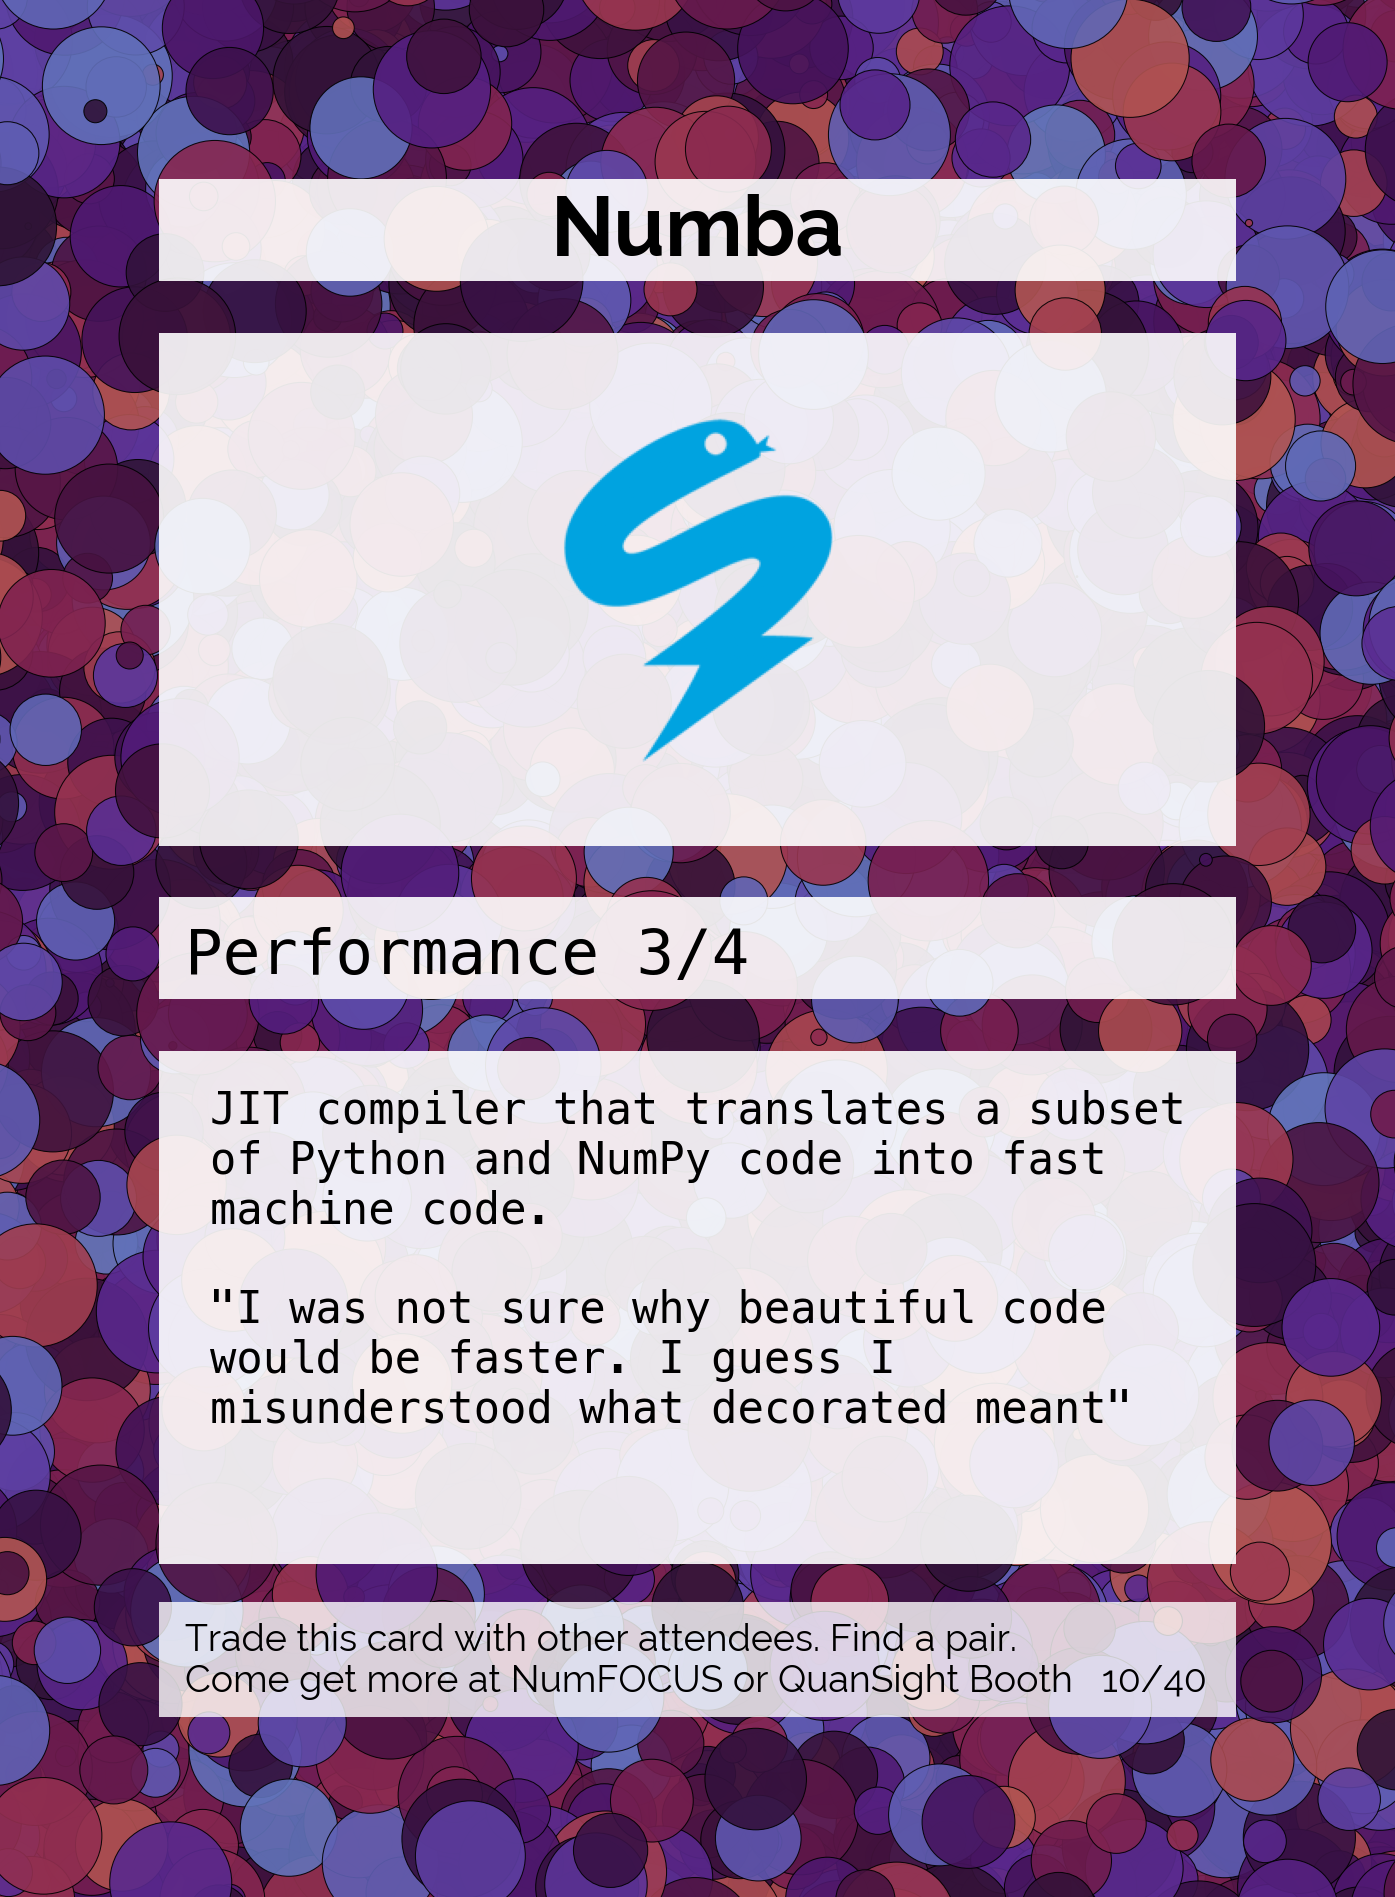 Numba
Performance 3/4
JIT compiler that translates a subset
of Python and NumPy code into fast
machine code.
"I was not sure why beautiful code
would be faster. I guess I
misunderstood what decorated meant"
Trade this card with other attendees. Find a pair.
Come get more at NumFOCUS or QuanSight Booth 10/40